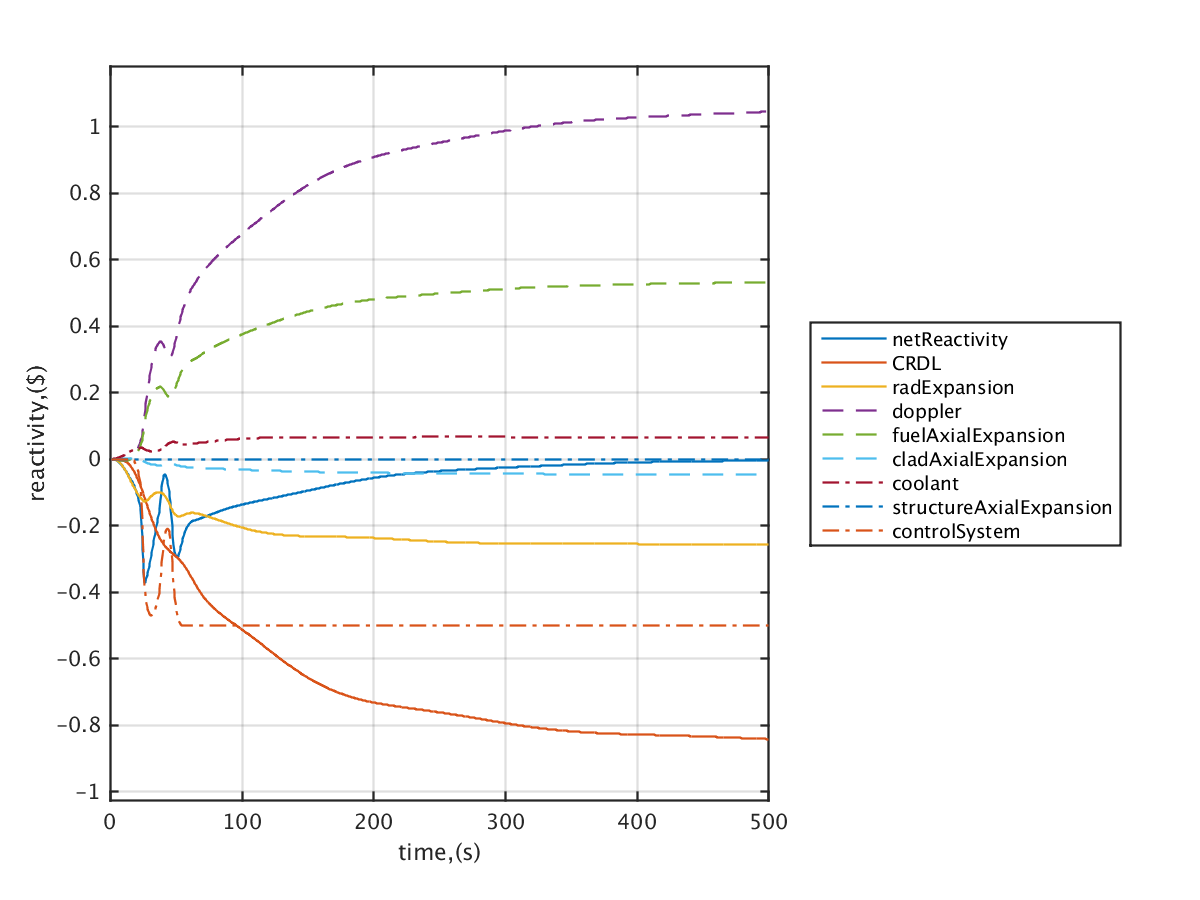 1
0.8
0.6
0.4
0.2
0
−0.2
−0.4
−0.6
−0.8
−1
reactivity,($)
0 100 200 300 400 500
time,(s)
netReactivity
CRDL
radExpansion
doppler
fuelAxialExpansion
cladAxialExpansion
coolant
structureAxialExpansion
controlSystem